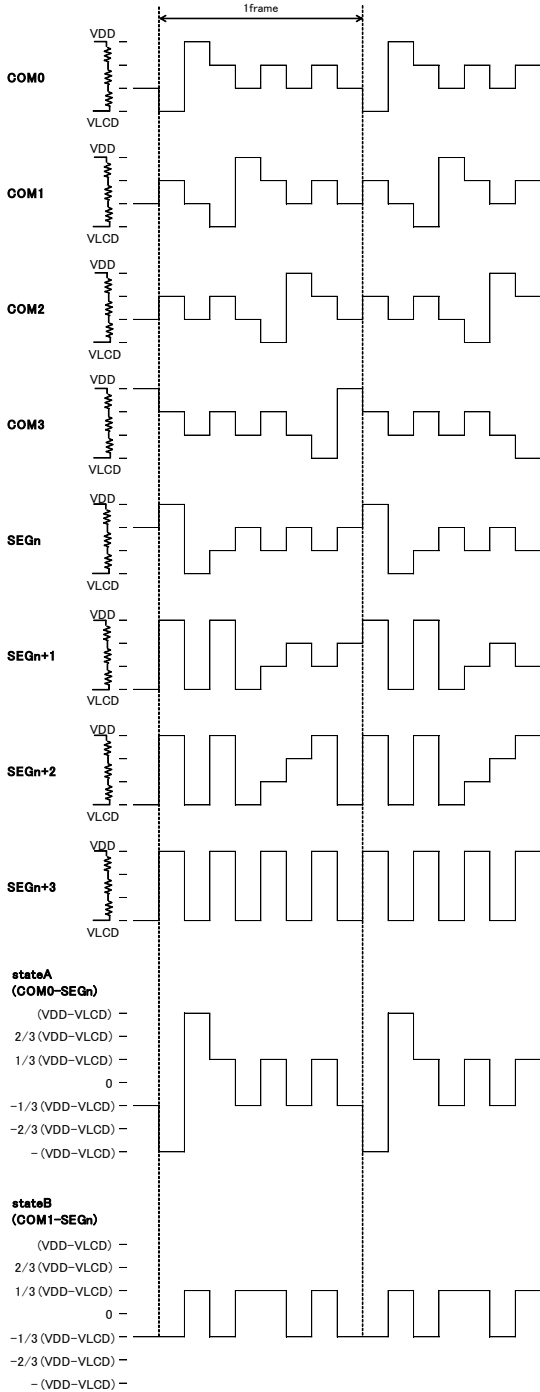 1frame
VDD
COM0
VLCD
VDD
COM1
VLCD
VDD
COM2
VLCD
VDD
COM3
VLCD
VDD
SEGn
VLCD
VDD
SEGn+1
VLCD
VDD
SEGn+2
VLCD
VDD
SEGn+3
VLCD
stateA
(COM0-SEGn)
(VDD-VLCD)
2/3(VDD-VLCD)
1/3(VDD-VLCD)
0
-1/3(VDD-VLCD)
-2/3(VDD-VLCD)
-(VDD-VLCD)
stateB
(COM1-SEGn)
(VDD-VLCD)
2/3(VDD-VLCD)
1/3(VDD-VLCD)
0
-1/3(VDD-VLCD)
-2/3(VDD-VLCD)
-(VDD-VLCD)